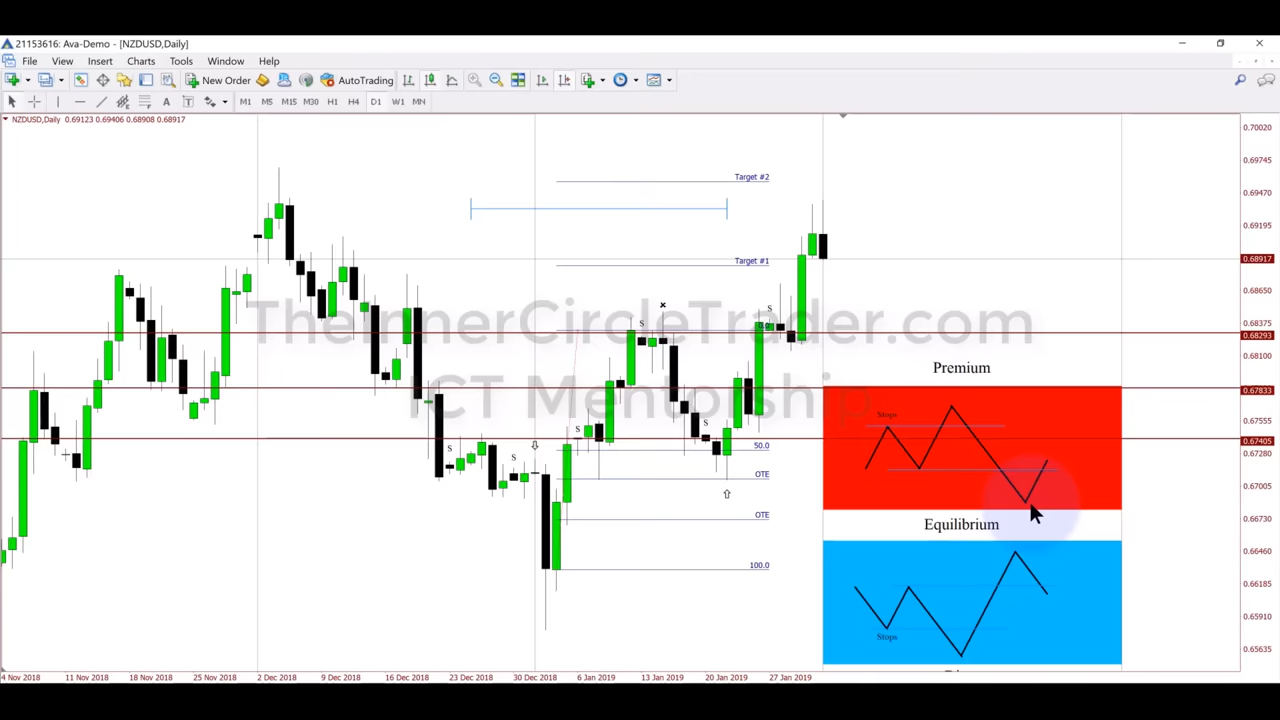 21153616: Ava-Demo - [NZDUSD,Daily]
File View Insert Charts Tools Window Help
New Order AutoTrading
A T M1 M5 M15 M30 H1 H4 D1 W1 MN
NZDUSD,Daily 0.69123 0.69406 0.68908 0.68917
0.70020
0.69745
0.69470
0.69195
0.68917
0.68650
0.68375
0.68293
0.68100
0.67833
0.67555
0.67405
0.67280
0.67005
0.66730
0.66460
0.66185
0.65910
0.65635
Target #2
Target #1
x
S
S
0.0
TheInnerCircleTrader.com
ICT Mentorship
S
S
S
S
50.0
OTE
OTE
100.0
Premium
Stops
Equilibrium
Stops
4 Nov 2018 11 Nov 2018 18 Nov 2018 25 Nov 2018 2 Dec 2018 9 Dec 2018 16 Dec 2018 23 Dec 2018 30 Dec 2018 6 Jan 2019 13 Jan 2019 20 Jan 2019 27 Jan 2019